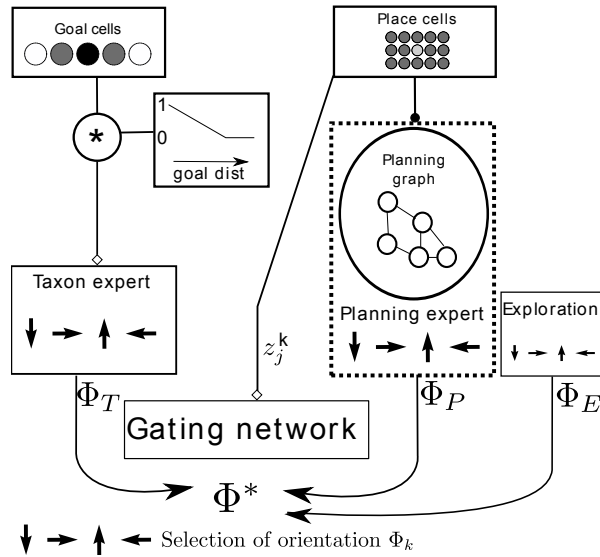 Goal cells
Place cells
*
1
0
goal dist
Planning
graph
Taxon expert
Planning expert
Exploration
z_j^k
Φ_T
Φ_P
Φ_E
Gating network
Φ*
Selection of orientation Φ_k